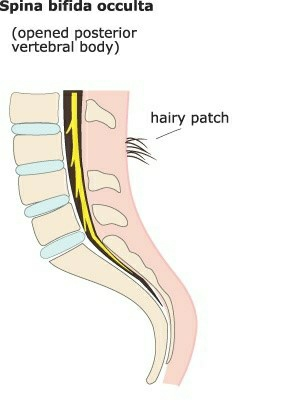 Spina bifida occulta
(opened posterior
vertebral body)
hairy patch